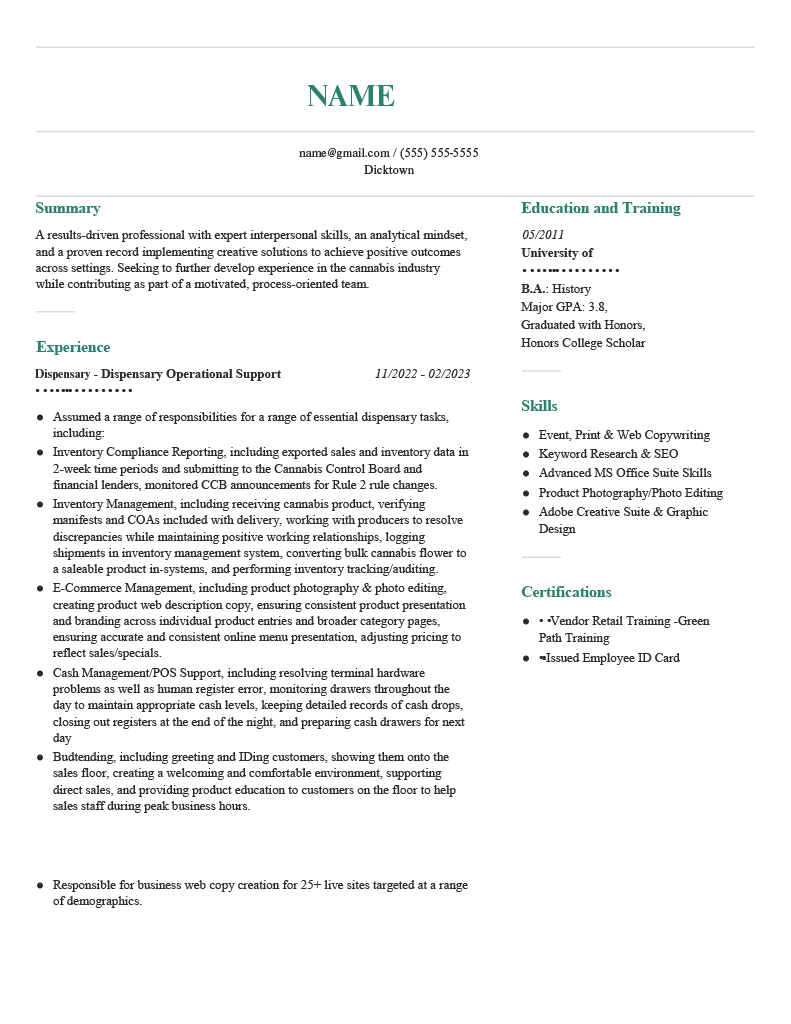 NAME
name@gmail.com / (555) 555-5555
Dicktown
Summary
A results-driven professional with expert interpersonal skills, an analytical mindset,
and a proven record implementing creative solutions to achieve positive outcomes
across settings. Seeking to further develop experience in the cannabis industry
while contributing as part of a motivated, process-oriented team.
Experience
Dispensary - Dispensary Operational Support 11/2022 - 02/2023
● Assumed a range of responsibilities for a range of essential dispensary tasks,
including:
● Inventory Compliance Reporting, including exported sales and inventory data in
2-week time periods and submitting to the Cannabis Control Board and
financial lenders, monitored CCB announcements for Rule 2 rule changes.
● Inventory Management, including receiving cannabis product, verifying
manifests and COAs included with delivery, working with producers to resolve
discrepancies while maintaining positive working relationships, logging
shipments in inventory management system, converting bulk cannabis flower to
a saleable product in-systems, and performing inventory tracking/auditing.
● E-Commerce Management, including product photography & photo editing,
creating product web description copy, ensuring consistent product presentation
and branding across individual product entries and broader category pages,
ensuring accurate and consistent online menu presentation, adjusting pricing to
reflect sales/specials.
● Cash Management/POS Support, including resolving terminal hardware
problems as well as human register error, monitoring drawers throughout the
day to maintain appropriate cash levels, keeping detailed records of cash drops,
closing out registers at the end of the night, and preparing cash drawers for next
day
● Budtending, including greeting and IDing customers, showing them onto the
sales floor, creating a welcoming and comfortable environment, supporting
direct sales, and providing product education to customers on the floor to help
sales staff during peak business hours.
● Responsible for business web copy creation for 25+ live sites targeted at a range
of demographics.
Education and Training
05/2011
University of
B.A.: History
Major GPA: 3.8,
Graduated with Honors,
Honors College Scholar
Skills
● Event, Print & Web Copywriting
● Keyword Research & SEO
● Advanced MS Office Suite Skills
● Product Photography/Photo Editing
● Adobe Creative Suite & Graphic
Design
Certifications
● • •Vendor Retail Training -Green
Path Training
● Issued Employee ID Card